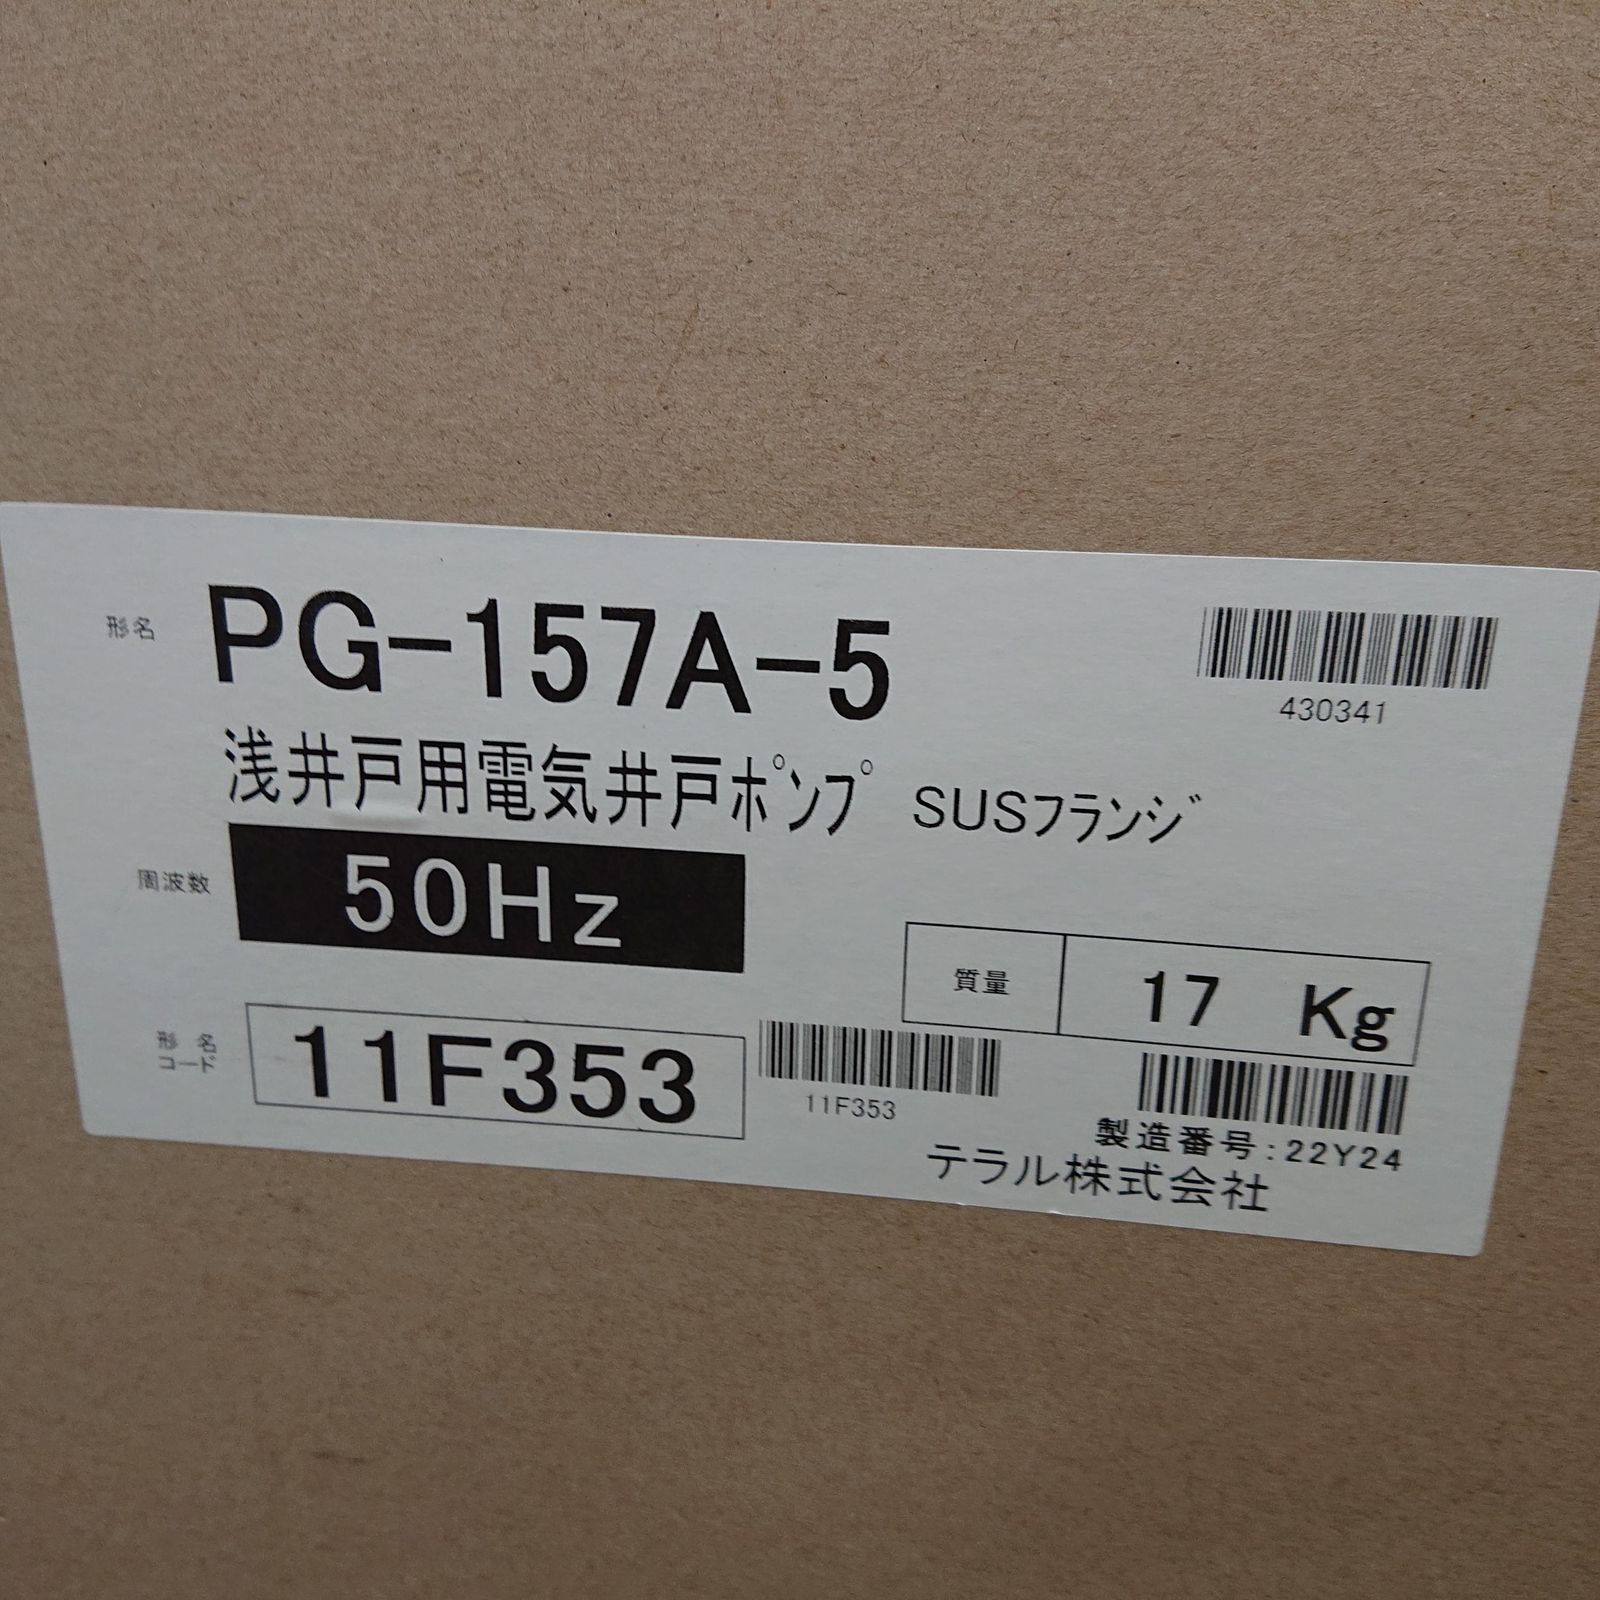 形名 PG-157A-5
430341
浅井戸用電気井戸ポンプ SUSフランジ
周波数 50Hz
質量 17 Kg
形名コード 11F353
11F353
製造番号:22Y24
テラル株式会社